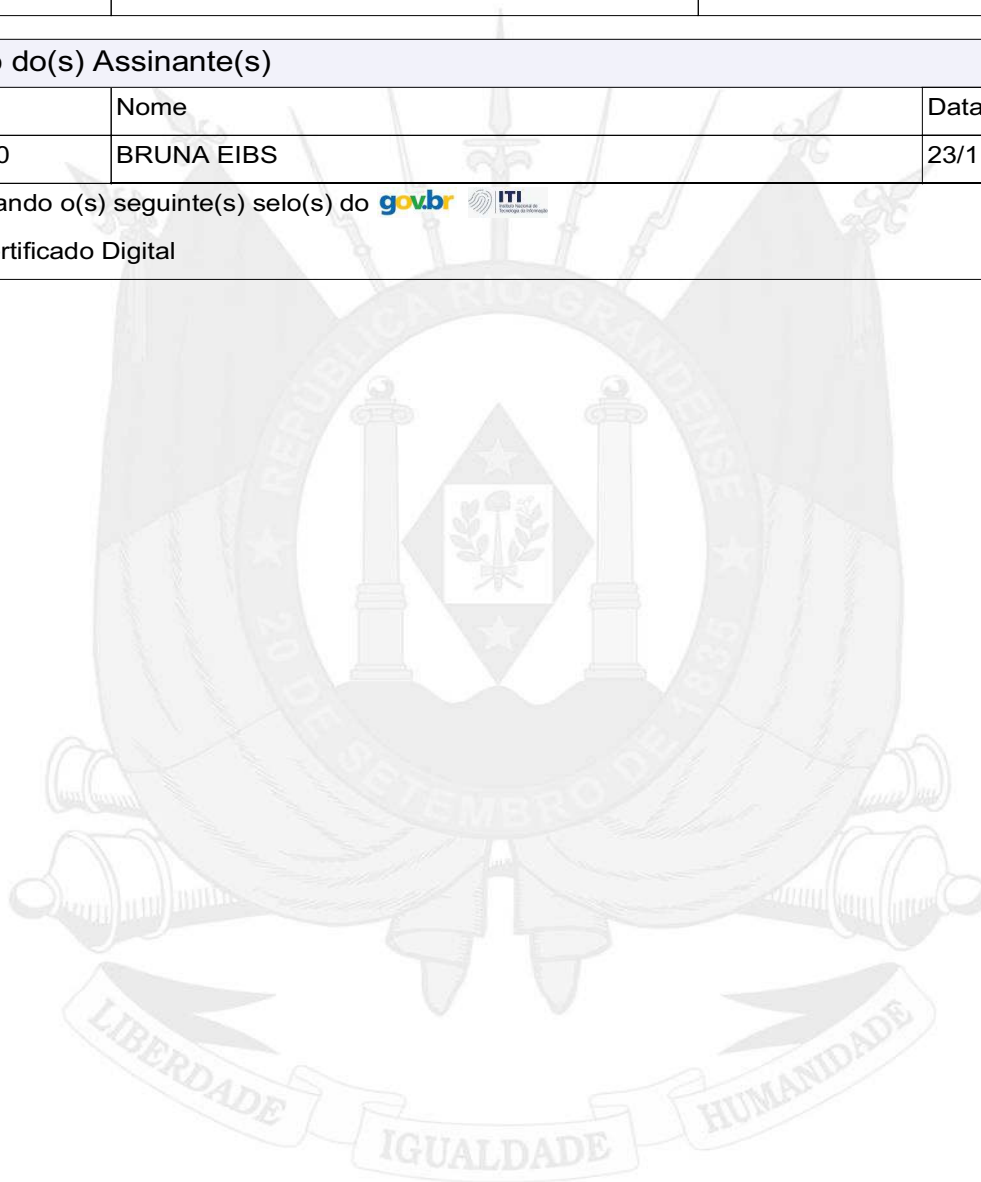 o do(s) Assinante(s)
Nome Data
0 BRUNA EIBS 23/1
ando o(s) seguinte(s) selo(s) do gov.br ITI
rtificado Digital
REPÚBLICA RIO-GRANDENSE
20 DE SETEMBRO DE 1835
LIBERDADE
IGUALDADE
HUMANIDADE